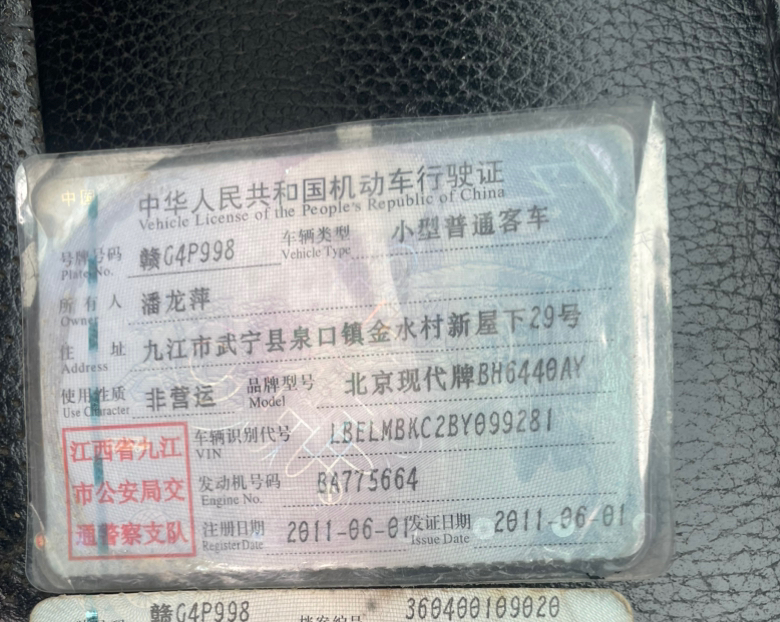 中国
中华人民共和国机动车行驶证
Vehicle License of the People's Republic of China
号牌号码 赣G4P998 车辆类型 小型普通客车
Plate No. Vehicle Type
所有人 潘龙萍
Owner
住址 九江市武宁县泉口镇金水村新屋下29号
Address
使用性质 非营运 品牌型号 北京现代牌BH6440AY
Use Character Model
江西省九江
市公安局交
通警察支队
车辆识别代号 LBELMBKC2BY099281
VIN
发动机号码 BA775664
Engine No.
注册日期 2011-06-01 发证日期 2011-06-01
Register Date Issue Date
赣G4P998 档案编号 360400109020